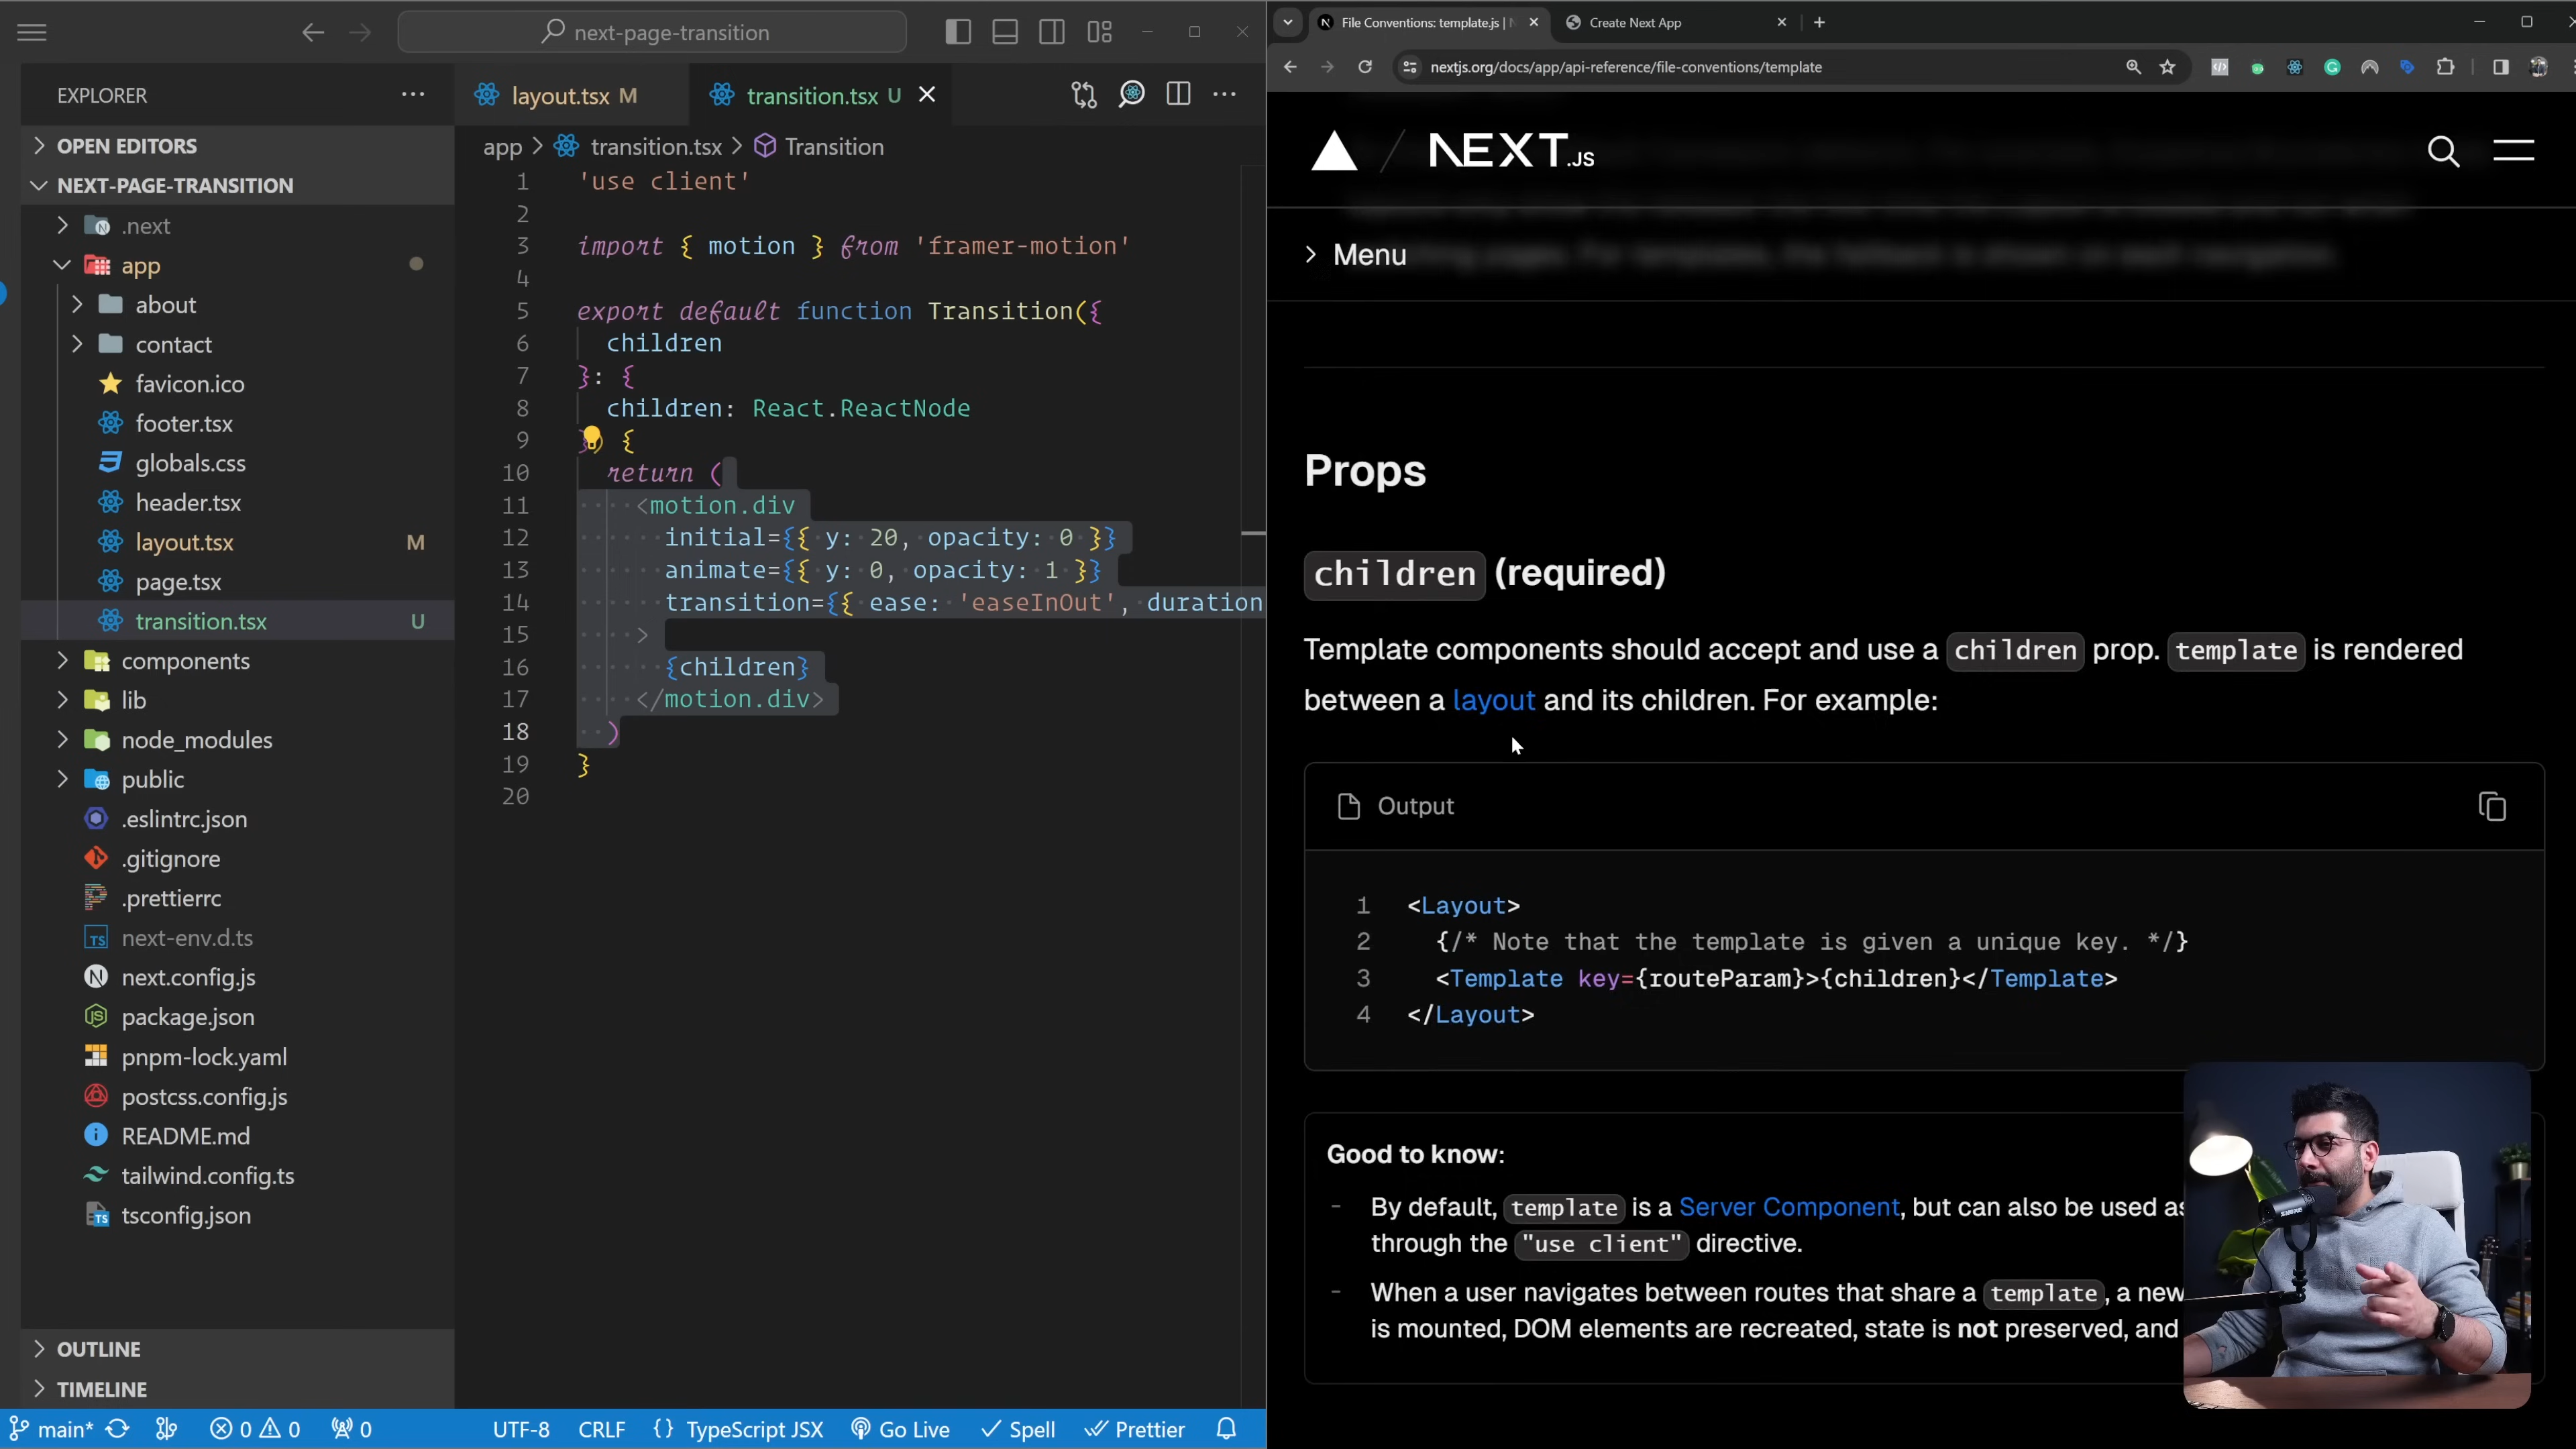 next-page-transition
EXPLORER
OPEN EDITORS
NEXT-PAGE-TRANSITION
.next
app
about
contact
favicon.ico
footer.tsx
globals.css
header.tsx
layout.tsx M
page.tsx
transition.tsx U
components
lib
node_modules
public
.eslintrc.json
.gitignore
.prettierrc
next-env.d.ts
next.config.js
package.json
pnpm-lock.yaml
postcss.config.js
README.md
tailwind.config.ts
tsconfig.json
OUTLINE
TIMELINE
layout.tsx M
transition.tsx U
app > transition.tsx > Transition
1 'use client'
2
3 import { motion } from 'framer-motion'
4
5 export default function Transition({
6 children
7 }: {
8 children: React.ReactNode
9 {
10 return (
11 <motion.div
12 initial={{ y: 20, opacity: 0 }}
13 animate={{ y: 0, opacity: 1 }}
14 transition={{ ease: 'easeInOut', duration
15 >
16 {children}
17 </motion.div>
18 )
19 }
20
main* 0 0 0 UTF-8 CRLF {} TypeScript JSX Go Live Spell Prettier
File Conventions: template.js |
Create Next App
nextjs.org/docs/app/api-reference/file-conventions/template
NEXT.JS
Menu
Props
children (required)
Template components should accept and use a children prop. template is rendered
between a layout and its children. For example:
Output
1 <Layout>
2 {/* Note that the template is given a unique key. */}
3 <Template key={routeParam}>{children}</Template>
4 </Layout>
Good to know:
- By default, template is a Server Component, but can also be used as
through the "use client" directive.
- When a user navigates between routes that share a template, a new
is mounted, DOM elements are recreated, state is not preserved, and